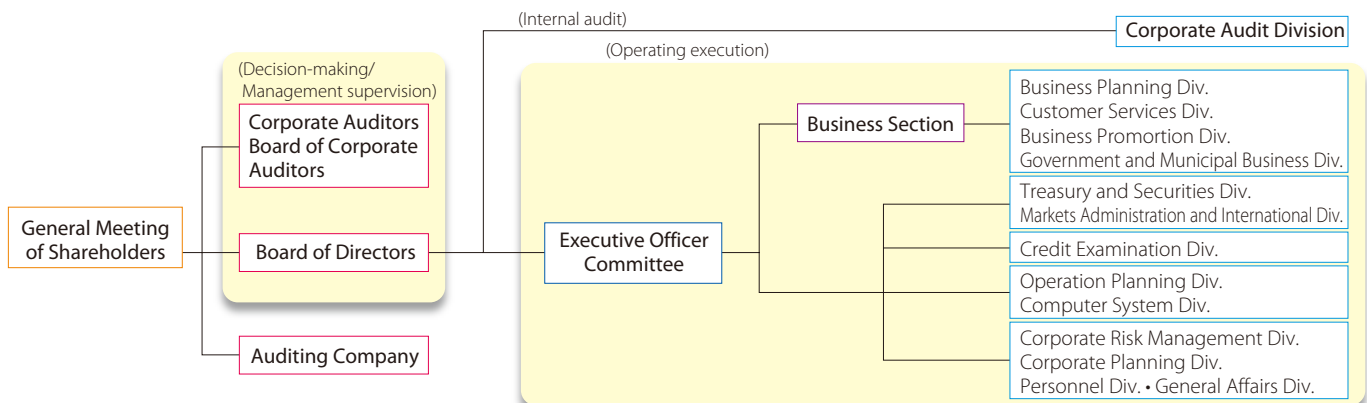 (Internal audit)
Corporate Audit Division
(Operating execution)
(Decision-making/
Management supervision)
Corporate Auditors
Board of Corporate
Auditors
General Meeting
of Shareholders
Board of Directors
Auditing Company
Executive Officer
Committee
Business Section
Business Planning Div.
Customer Services Div.
Business Promortion Div.
Government and Municipal Business Div.
Treasury and Securities Div.
Markets Administration and International Div.
Credit Examination Div.
Operation Planning Div.
Computer System Div.
Corporate Risk Management Div.
Corporate Planning Div.
Personnel Div. • General Affairs Div.